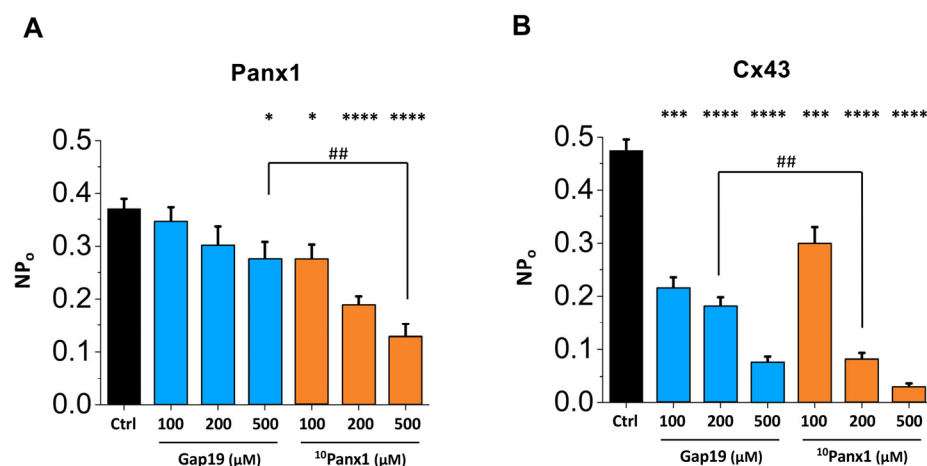 A
Panx1
* * **** ****
##
0.5
0.4
0.3
0.2
0.1
0.0
NPₒ
Ctrl 100 200 500 100 200 500
Gap19 (μM) ¹⁰Panx1 (μM)
B
Cx43
*** **** **** *** **** ****
##
0.5
0.4
0.3
0.2
0.1
0.0
NPₒ
Ctrl 100 200 500 100 200 500
Gap19 (μM) ¹⁰Panx1 (μM)